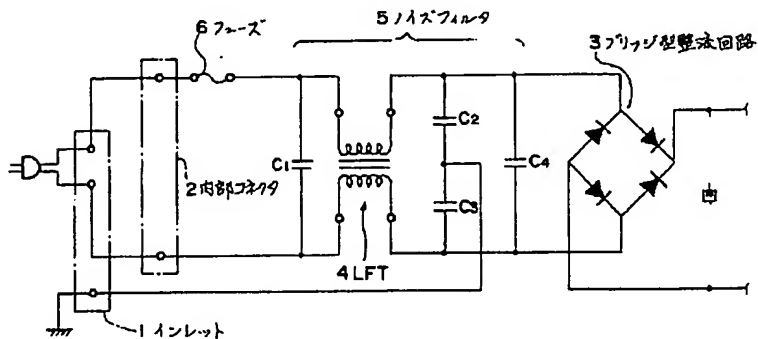 5ノイズフィルタ
6フューズ
3ブリッジ型整流回路
C1
C2
C3
C4
2内部コネクタ
4 LFT
1インレット